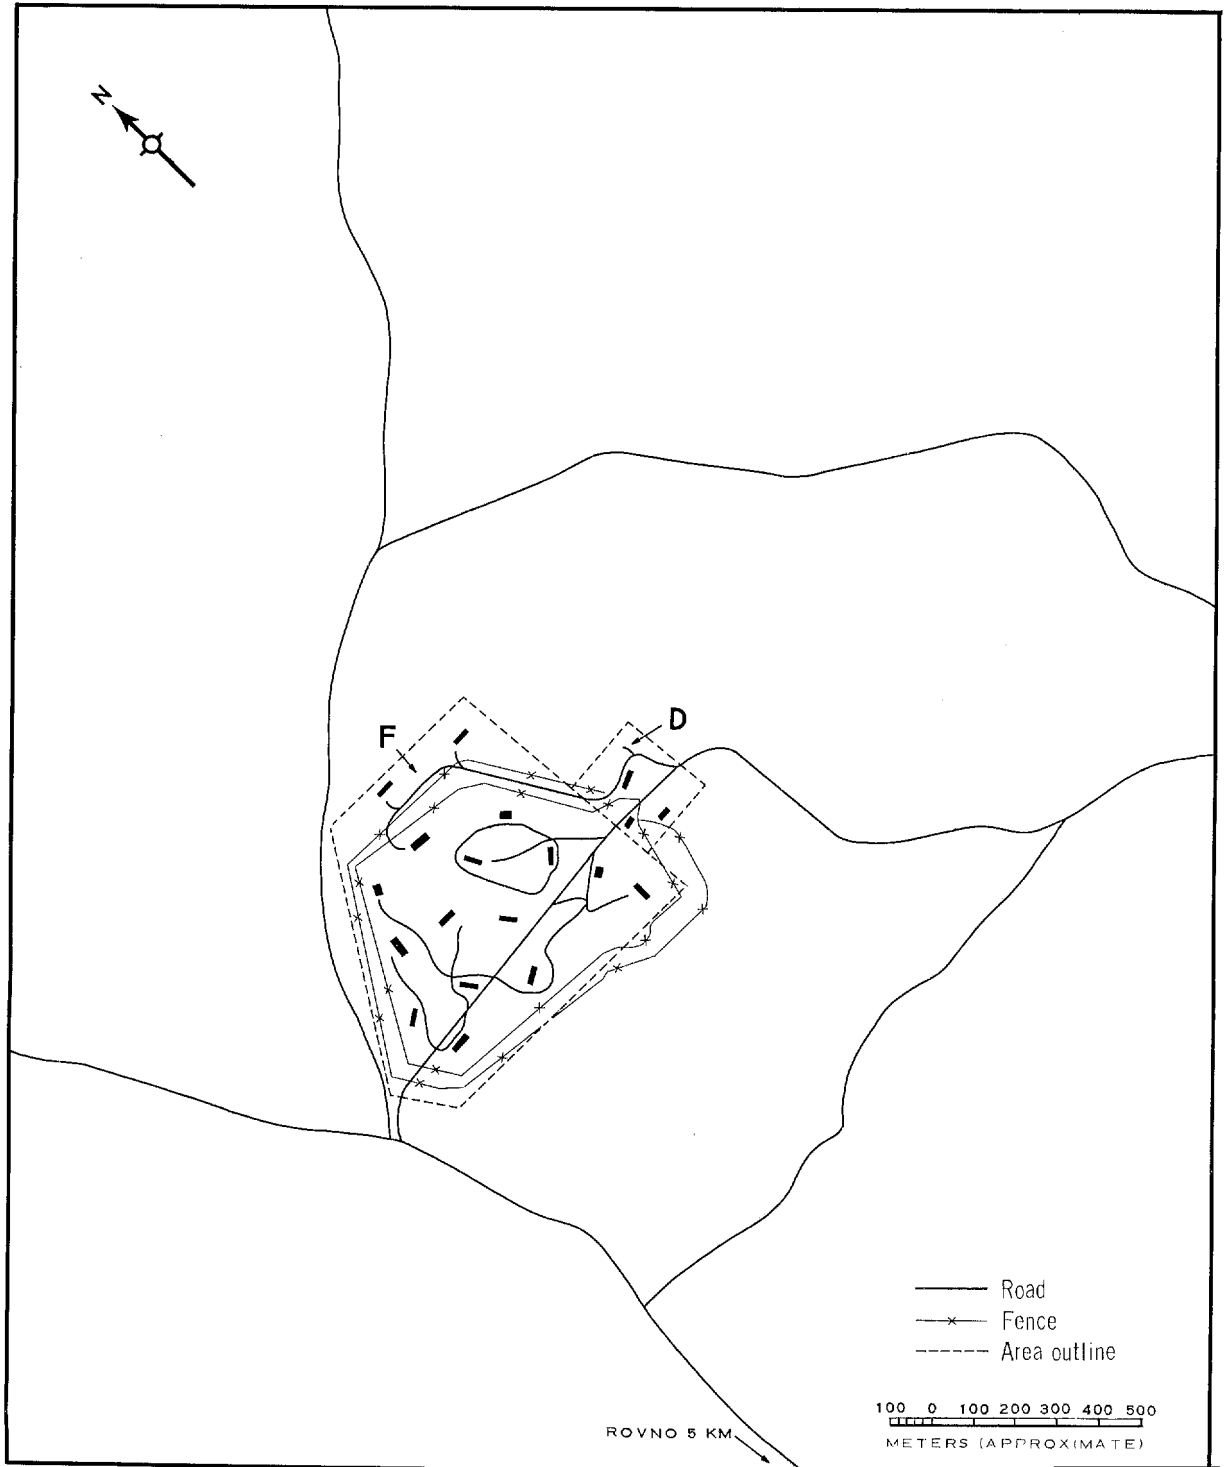 N
D
F
Road
Fence
Area outline
100 0 100 200 300 400 500
METERS (APPROXIMATE)
ROVNO 5 KM